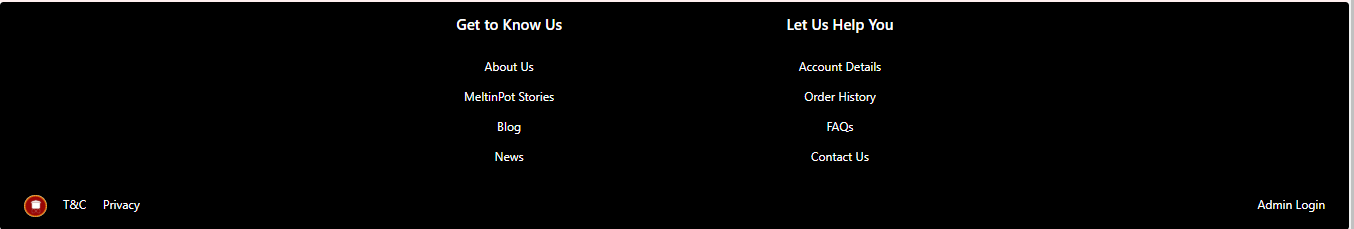 Get to Know Us
About Us
MeltinPot Stories
Blog
News
Let Us Help You
Account Details
Order History
FAQs
Contact Us
T&C Privacy
Admin Login